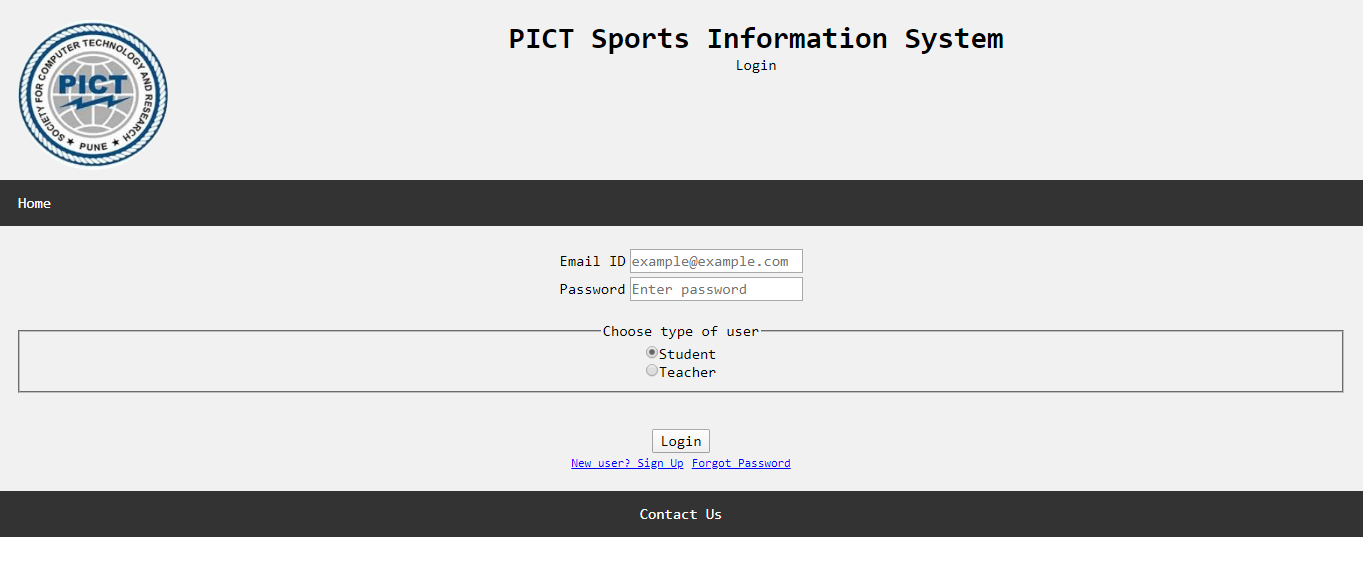 SOCIETY FOR COMPUTER TECHNOLOGY AND RESEARCH
PICT
★ PUNE ★
PICT Sports Information System
Login
Home
Email ID example@example.com
Password Enter password
Choose type of user
Student
Teacher
Login
New user? Sign Up Forgot Password
Contact Us